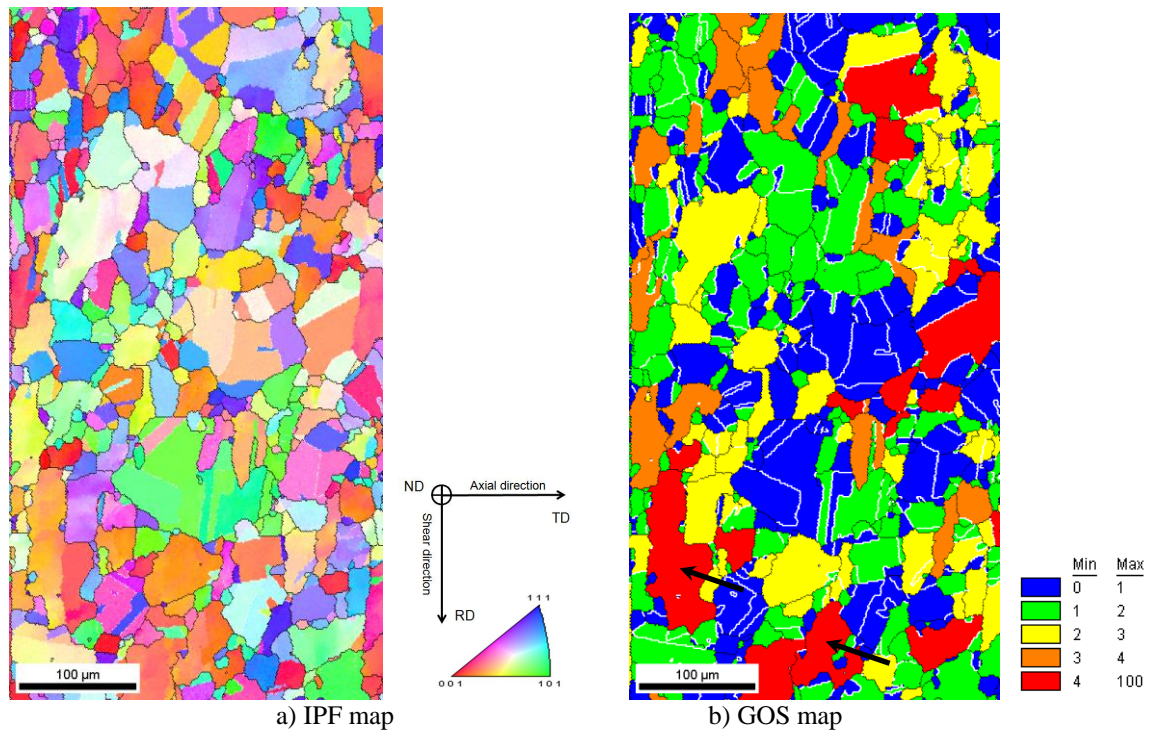 ND
Axial direction
TD
Shear direction
RD
1 1 1
0 0 1
1 0 1
100 µm
100 µm
Min Max
0 1
1 2
2 3
3 4
4 100
a) IPF map
b) GOS map